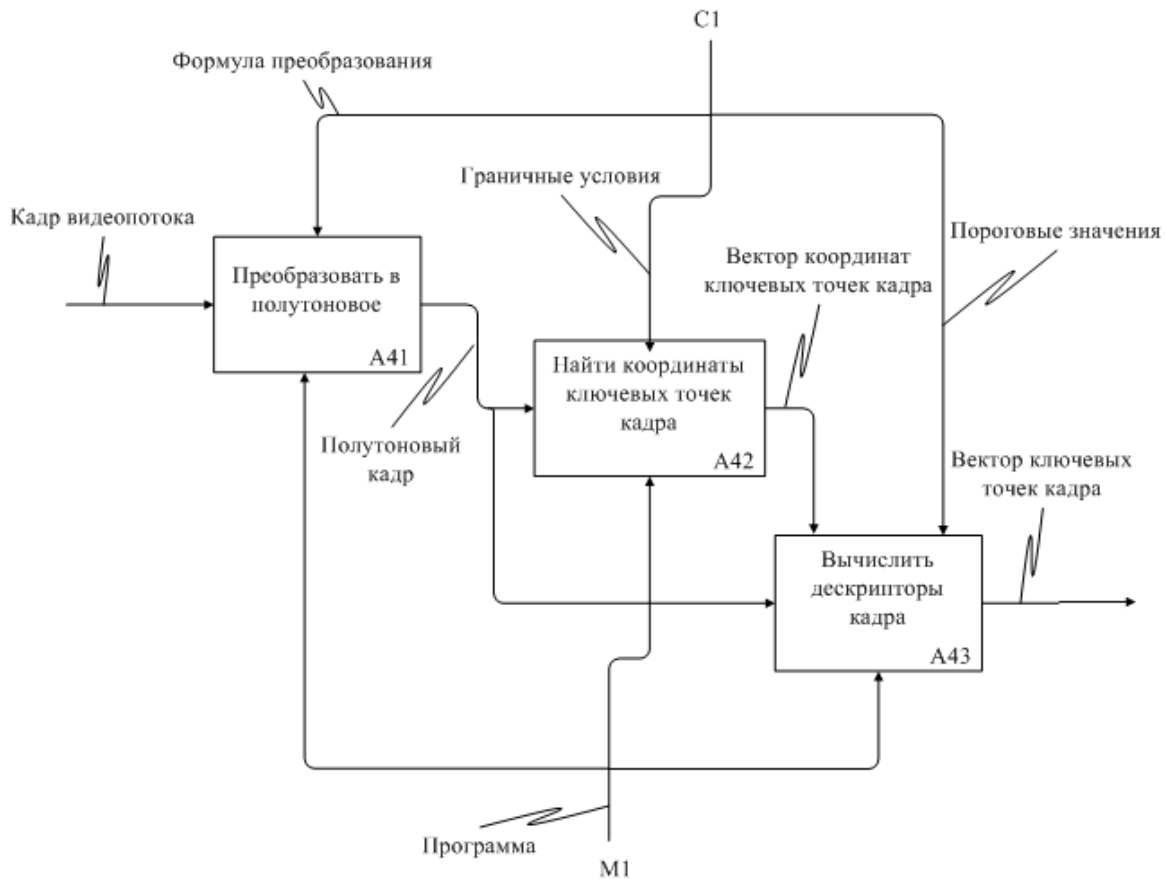 C1
Формула преобразования
Граничные условия
Кадр видеопотока
Пороговые значения
Преобразовать в
полутоновое
A41
Вектор координат
ключевых точек кадра
Найти координаты
ключевых точек
кадра
A42
Полутоновый
кадр
Вектор ключевых
точек кадра
Вычислить
дескрипторы
кадра
A43
Программа
M1